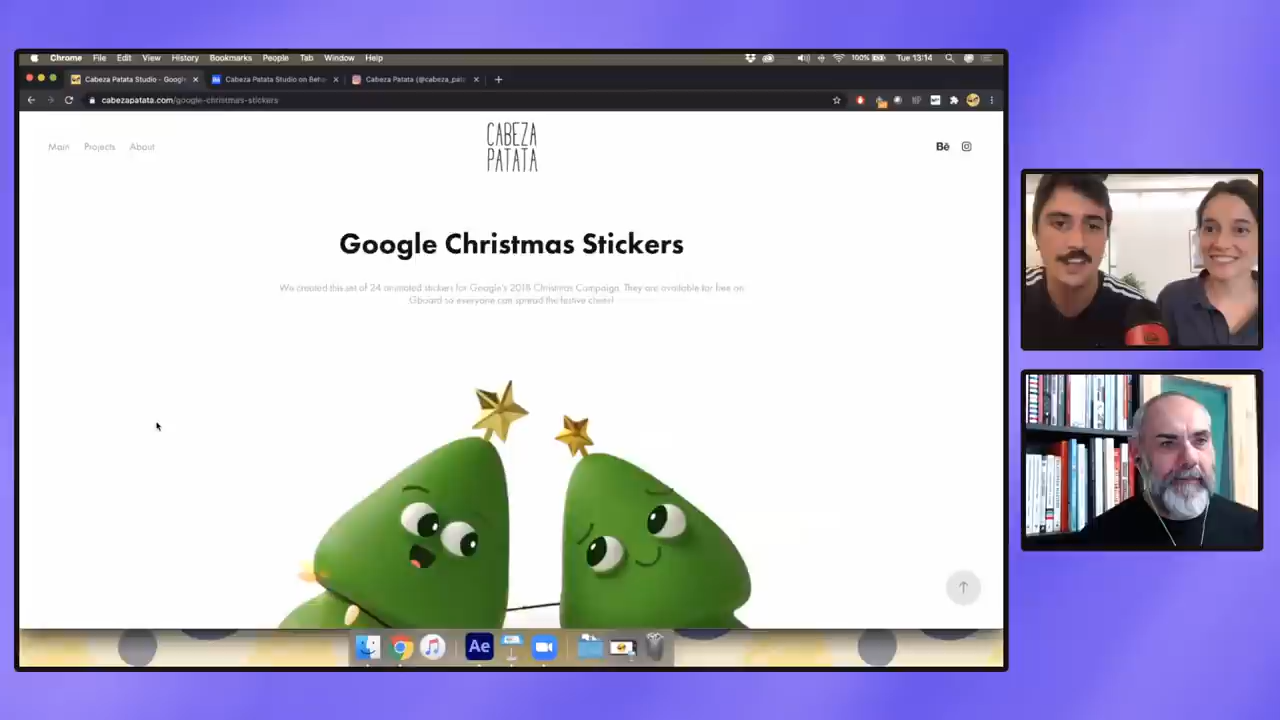 Chrome File Edit View History Bookmarks People Tab Window Help 100% Tue 13:14
Cabeza Patata Studio - Googl Cabeza Patata Studio on Beh Cabeza Patata (@cabeza_pat
cabezapatata.com/google-christmas-stickers
Main Projects About
CABEZA
PATATA
Bē
Google Christmas Stickers
We created this set of 24 animated stickers for Google's 2018 Christmas Campaign. They are available for free on
Gboard so everyone can spread the festive cheer!
Ae